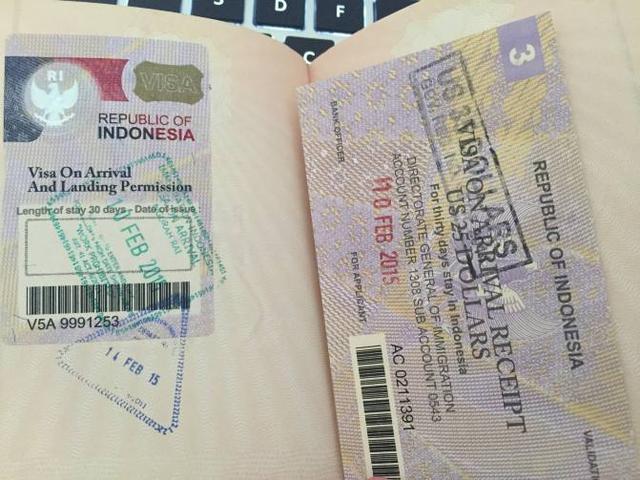 S
D
F
C
RI
VISA
REPUBLIC OF
INDONESIA
Visa On Arrival
And Landing Permission
Length of stay 30 days - Date of issue :
10 FEB 2015
V5A 9991253
14 FEB 15
3
REPUBLIC OF INDONESIA
VISA ON ARRIVAL RECEIPT
US 25 DOLLARS
For thirty days stay in Indonesia
DIRECTORATE GENERAL OF IMMIGRATION
ACCOUNT NUMBER 1308 SUB ACCOUNT 0543
10 FEB 2015
BANK OFFICER
FOR APPLICANT
AC 0211391